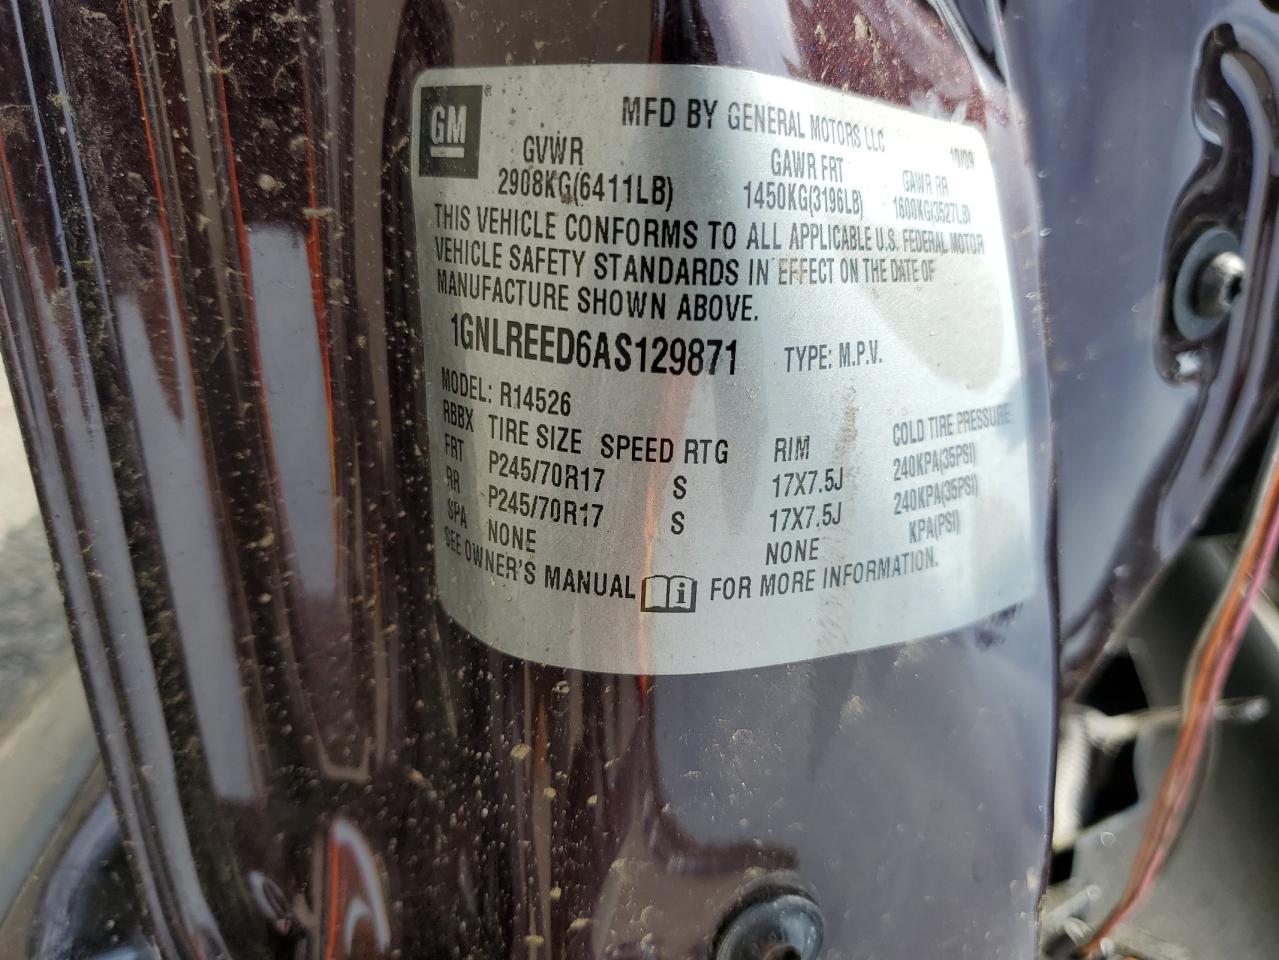 GM ® MFD BY GENERAL MOTORS LLC 10/09
GVWR GAWR FRT GAWR RR
2908KG(6411LB) 1450KG(3196LB) 1600KG(3527LB)
THIS VEHICLE CONFORMS TO ALL APPLICABLE U.S. FEDERAL MOTOR
VEHICLE SAFETY STANDARDS IN EFFECT ON THE DATE OF
MANUFACTURE SHOWN ABOVE.
1GNLREED6AS129871 TYPE: M.P.V.
MODEL: R14526
RBBX TIRE SIZE SPEED RTG RIM COLD TIRE PRESSURE
FRT P245/70R17 S 17X7.5J 240KPA(35PSI)
RR P245/70R17 S 17X7.5J 240KPA(35PSI)
SPA NONE NONE KPA(PSI)
SEE OWNER'S MANUAL i FOR MORE INFORMATION.